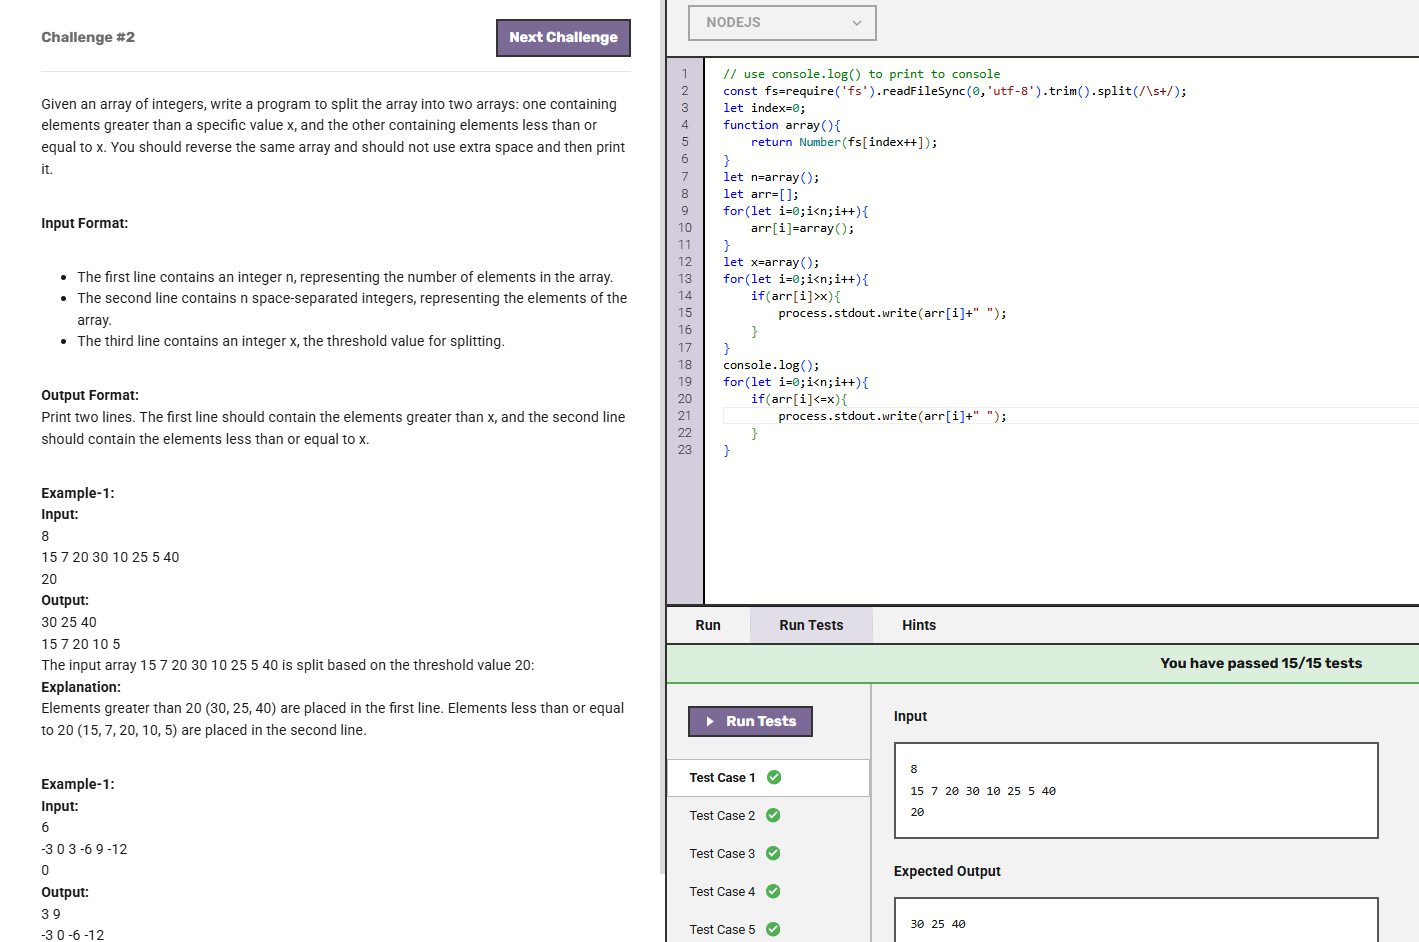 Challenge #2
Next Challenge
Given an array of integers, write a program to split the array into two arrays: one containing
elements greater than a specific value x, and the other containing elements less than or
equal to x. You should reverse the same array and should not use extra space and then print
it.
Input Format:
• The first line contains an integer n, representing the number of elements in the array.
• The second line contains n space-separated integers, representing the elements of the
array.
• The third line contains an integer x, the threshold value for splitting.
Output Format:
Print two lines. The first line should contain the elements greater than x, and the second line
should contain the elements less than or equal to x.
Example-1:
Input:
8
15 7 20 30 10 25 5 40
20
Output:
30 25 40
15 7 20 10 5
The input array 15 7 20 30 10 25 5 40 is split based on the threshold value 20:
Explanation:
Elements greater than 20 (30, 25, 40) are placed in the first line. Elements less than or equal
to 20 (15, 7, 20, 10, 5) are placed in the second line.
Example-1:
Input:
6
-3 0 3 -6 9 -12
0
Output:
3 9
-3 0 -6 -12
NODEJS
1 // use console.log() to print to console
2 const fs=require('fs').readFileSync(0,'utf-8').trim().split(/\s+/);
3 let index=0;
4 function array(){
5     return Number(fs[index++]);
6 }
7 let n=array();
8 let arr=[];
9 for(let i=0;i<n;i++){
10     arr[i]=array();
11 }
12 let x=array();
13 for(let i=0;i<n;i++){
14     if(arr[i]>x){
15         process.stdout.write(arr[i]+" ");
16     }
17 }
18 console.log();
19 for(let i=0;i<n;i++){
20     if(arr[i]<=x){
21         process.stdout.write(arr[i]+" ");
22     }
23 }
Run
Run Tests
Hints
You have passed 15/15 tests
Run Tests
Test Case 1
Test Case 2
Test Case 3
Test Case 4
Test Case 5
Input
8
15 7 20 30 10 25 5 40
20
Expected Output
30 25 40